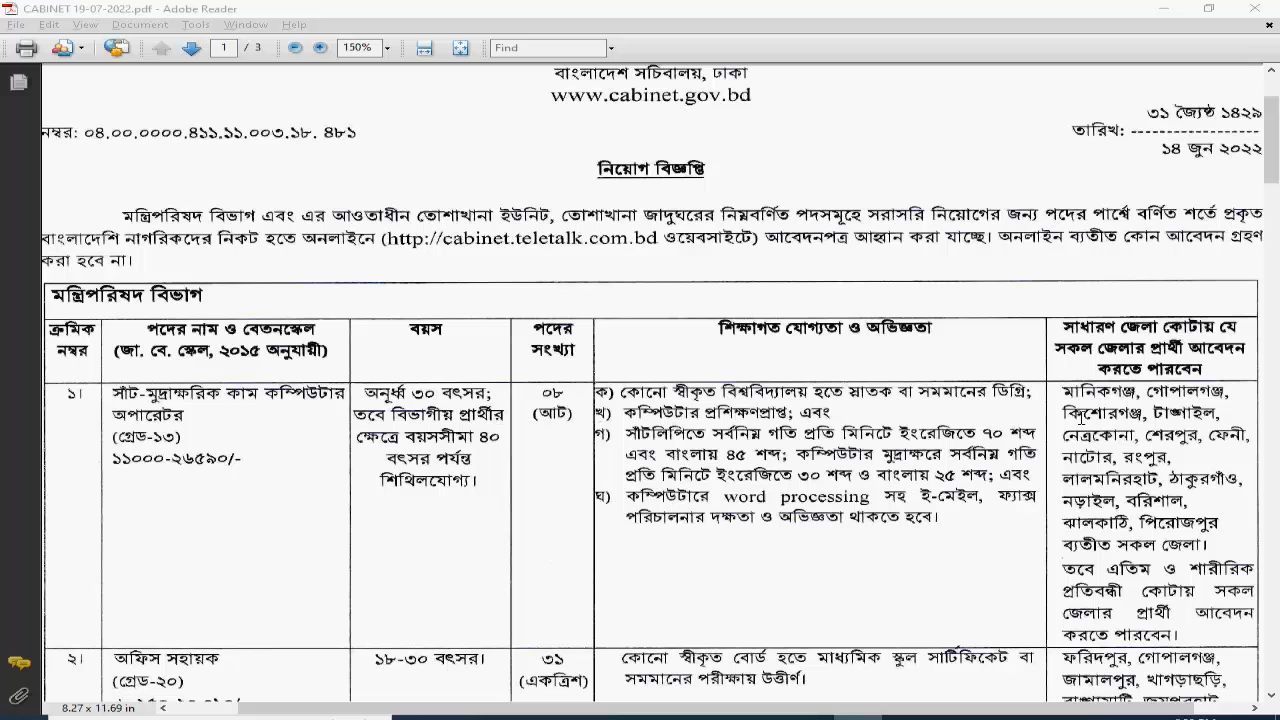 CABINET 19-07-2022.pdf - Adobe Reader
File Edit View Document Tools Window Help
1 / 3 150% Find
বাংলাদেশ সচিবালয়, ঢাকা
www.cabinet.gov.bd
নম্বর: ০৪.০০.০০০০.৪১১.১১.০০৩.১৮. ৪৮১
৩১ জ্যৈষ্ঠ ১৪২৯
তারিখ: -------------------
১৪ জুন ২০২২
নিয়োগ বিজ্ঞপ্তি
মন্ত্রিপরিষদ বিভাগ এবং এর আওতাধীন তোশাখানা ইউনিট, তোশাখানা জাদুঘরের নিম্নবর্ণিত পদসমূহে সরাসরি নিয়োগের জন্য পদের পার্শ্বে বর্ণিত শর্তে প্রকৃত
বাংলাদেশি নাগরিকদের নিকট হতে অনলাইনে (http://cabinet.teletalk.com.bd ওয়েবসাইটে) আবেদনপত্র আহ্বান করা যাচ্ছে। অনলাইন ব্যতীত কোন আবেদন গ্রহণ
করা হবে না।
মন্ত্রিপরিষদ বিভাগ
ক্রমিক
নম্বর
পদের নাম ও বেতনস্কেল
(জা. বে. স্কেল, ২০১৫ অনুযায়ী)
বয়স
পদের
সংখ্যা
শিক্ষাগত যোগ্যতা ও অভিজ্ঞতা
সাধারণ জেলা কোটায় যে
সকল জেলার প্রার্থী আবেদন
করতে পারবেন
১।
সাঁট-মুদ্রাক্ষরিক কাম কম্পিউটার
অপারেটর
(গ্রেড-১৩)
১১০০০-২৬৫৯০/-
অনূর্ধ্ব ৩০ বৎসর;
তবে বিভাগীয় প্রার্থীর
ক্ষেত্রে বয়সসীমা ৪০
বৎসর পর্যন্ত
শিথিলযোগ্য।
০৮
(আট)
ক) কোনো স্বীকৃত বিশ্ববিদ্যালয় হতে স্নাতক বা সমমানের ডিগ্রি;
খ) কম্পিউটার প্রশিক্ষণপ্রাপ্ত; এবং
গ) সাঁটলিপিতে সর্বনিম্ন গতি প্রতি মিনিটে ইংরেজিতে ৭০ শব্দ
এবং বাংলায় ৪৫ শব্দ; কম্পিউটার মুদ্রাক্ষরে সর্বনিম্ন গতি
প্রতি মিনিটে ইংরেজিতে ৩০ শব্দ ও বাংলায় ২৫ শব্দ; এবং
ঘ) কম্পিউটারে word processing সহ ই-মেইল, ফ্যাক্স
পরিচালনার দক্ষতা ও অভিজ্ঞতা থাকতে হবে।
মানিকগঞ্জ, গোপালগঞ্জ,
কিশোরগঞ্জ, টাঙ্গাইল,
নেত্রকোনা, শেরপুর, ফেনী,
নাটোর, রংপুর,
লালমনিরহাট, ঠাকুরগাঁও,
নড়াইল, বরিশাল,
ঝালকাঠি, পিরোজপুর
ব্যতীত সকল জেলা।
তবে এতিম ও শারীরিক
প্রতিবন্ধী কোটায় সকল
জেলার প্রার্থী আবেদন
করতে পারবেন।
২।
অফিস সহায়ক
(গ্রেড-২০)
১৮-৩০ বৎসর।
৩১
(একত্রিশ)
কোনো স্বীকৃত বোর্ড হতে মাধ্যমিক স্কুল সার্টিফিকেট বা
সমমানের পরীক্ষায় উত্তীর্ণ।
ফরিদপুর, গোপালগঞ্জ,
জামালপুর, খাগড়াছড়ি,
8.27 x 11.69 in